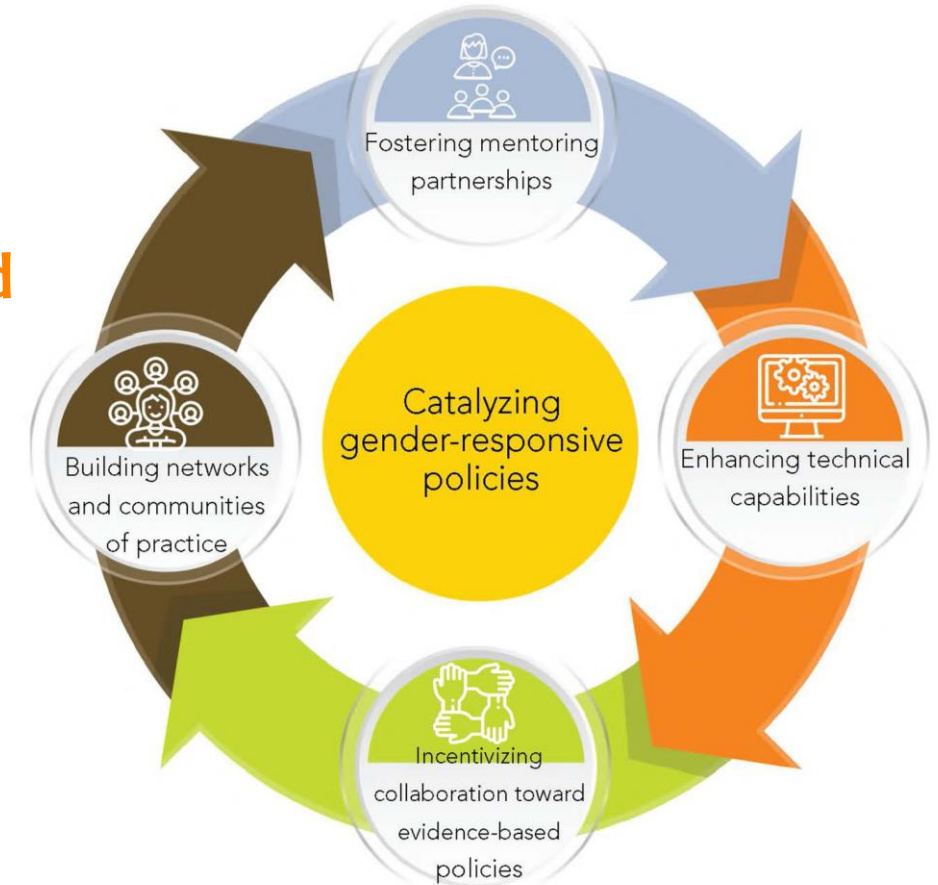 Fostering mentoring
partnerships
Enhancing technical
capabilities
Incentivizing
collaboration toward
evidence-based
policies
Building networks
and communities
of practice
Catalyzing
gender-responsive
policies